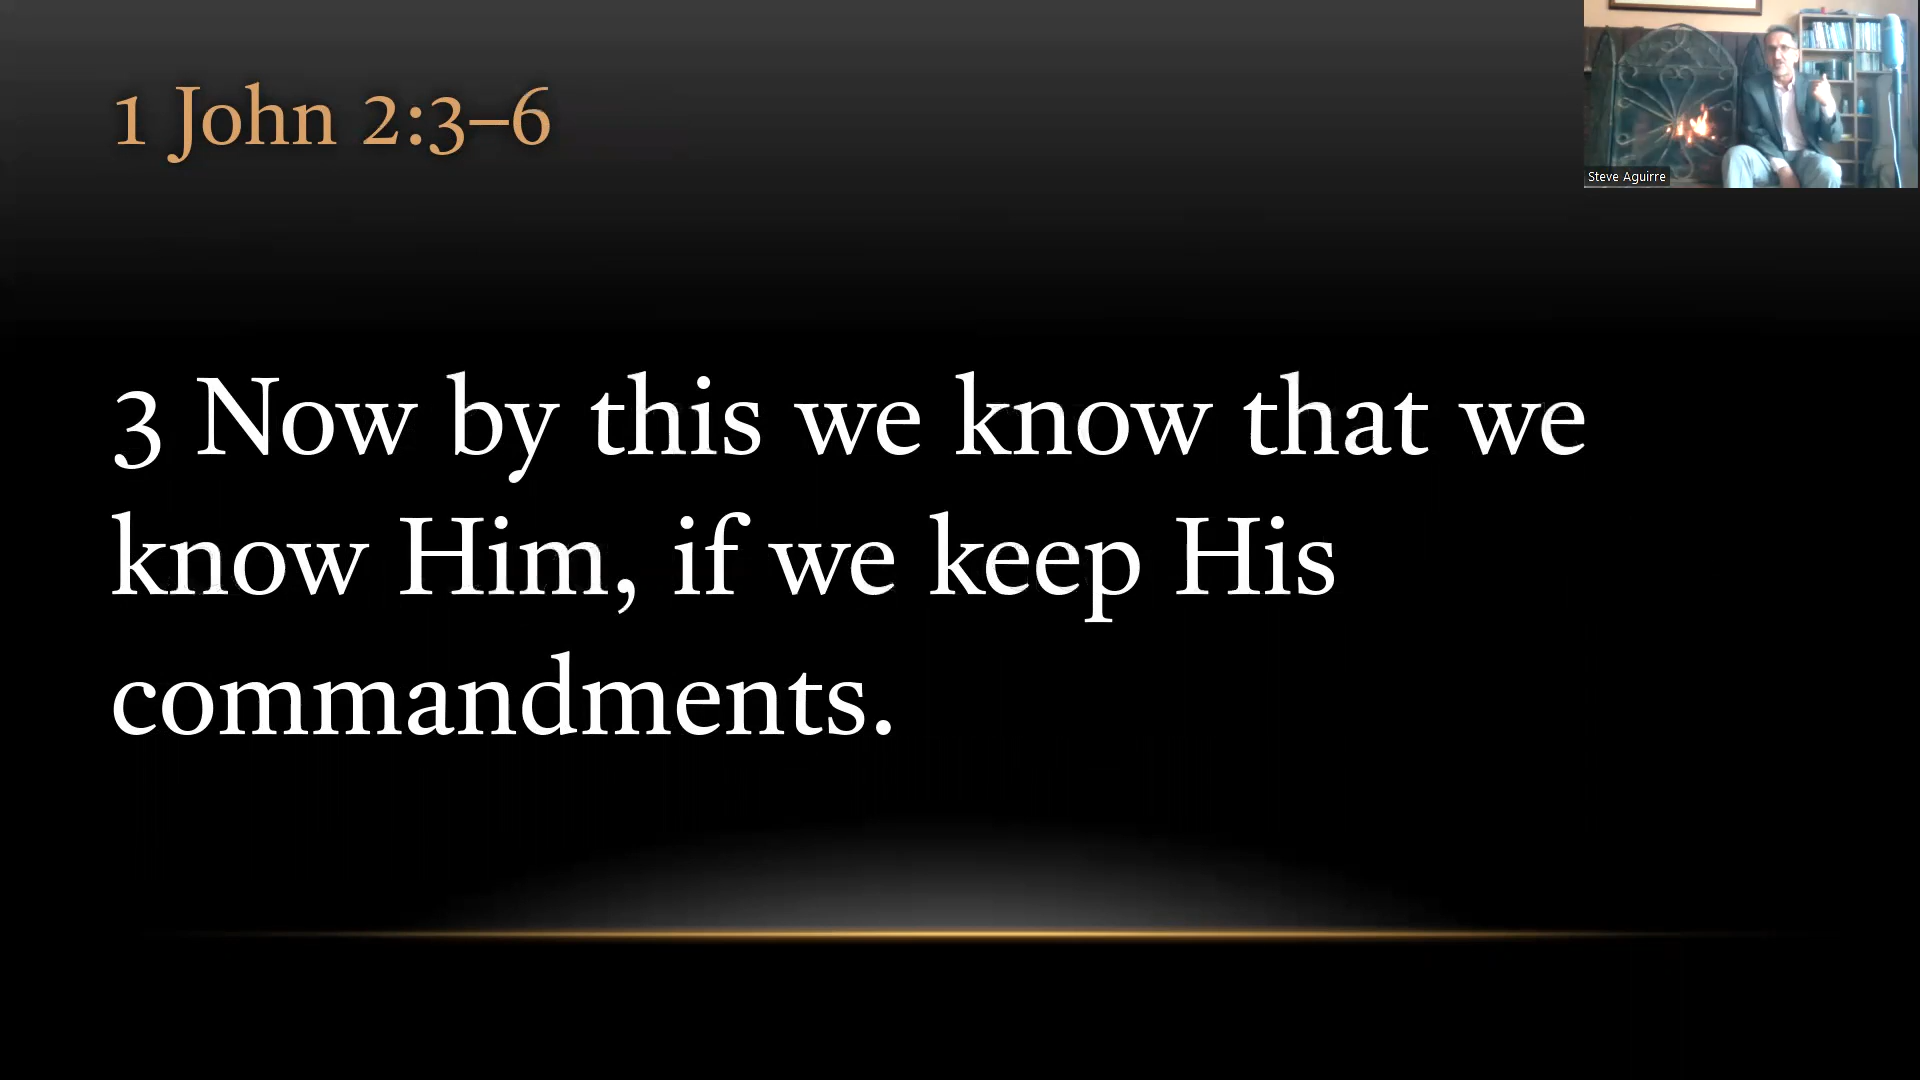 1 John 2:3–6
Steve Aguirre
3 Now by this we know that we
know Him, if we keep His
commandments.